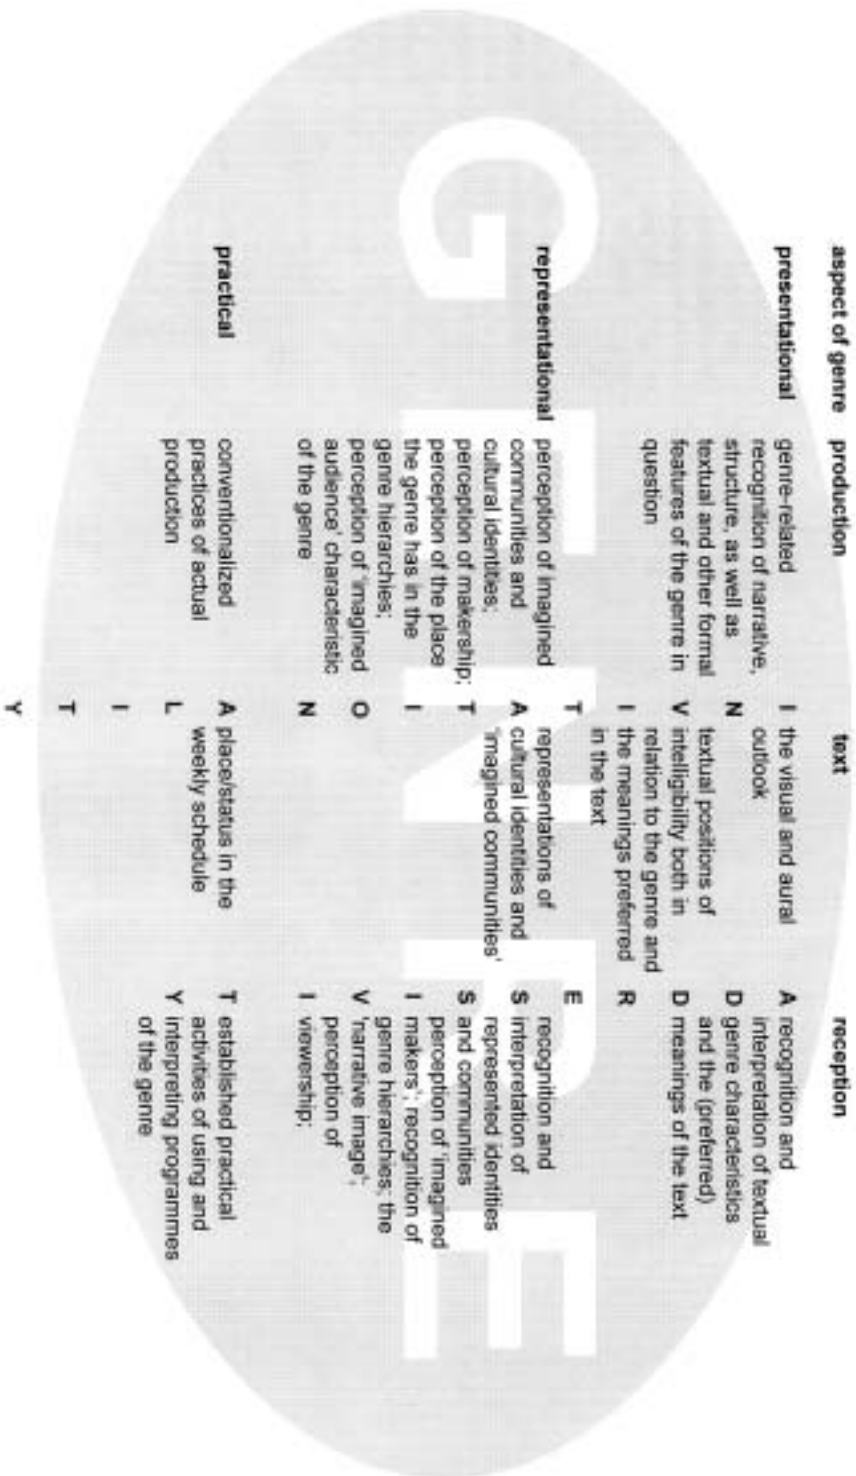 aspect of genre production text reception
presentational
genre-related
recognition of narrative,
structure, as well as
textual and other formal
features of the genre in
question
the visual and aural
outlook
textual positions of
intelligibility both in
relation to the genre and
the meanings preferred
in the text
recognition and
interpretation of textual
genre characteristics
and the (preferred)
meanings of the text
representational
perception of imagined
communities and
cultural identities;
perception of makership;
perception of the place
the genre has in the
genre hierarchies;
perception of 'imagined
audience' characteristic
of the genre
representations of
cultural identities and
'imagined communities'
recognition and
interpretation of
represented identities
and communities
perception of 'imagined
makers'; recognition of
genre hierarchies; the
'narrative image';
perception of
viewership;
practical
conventionalized
practices of actual
production
place/status in the
weekly schedule
established practical
activities of using and
interpreting programmes
of the genre
I
N
V
I
T
A
T
I
O
N
A
L
I
T
Y
A
D
D
R
E
S
S
I
V
I
T
Y
GENRE